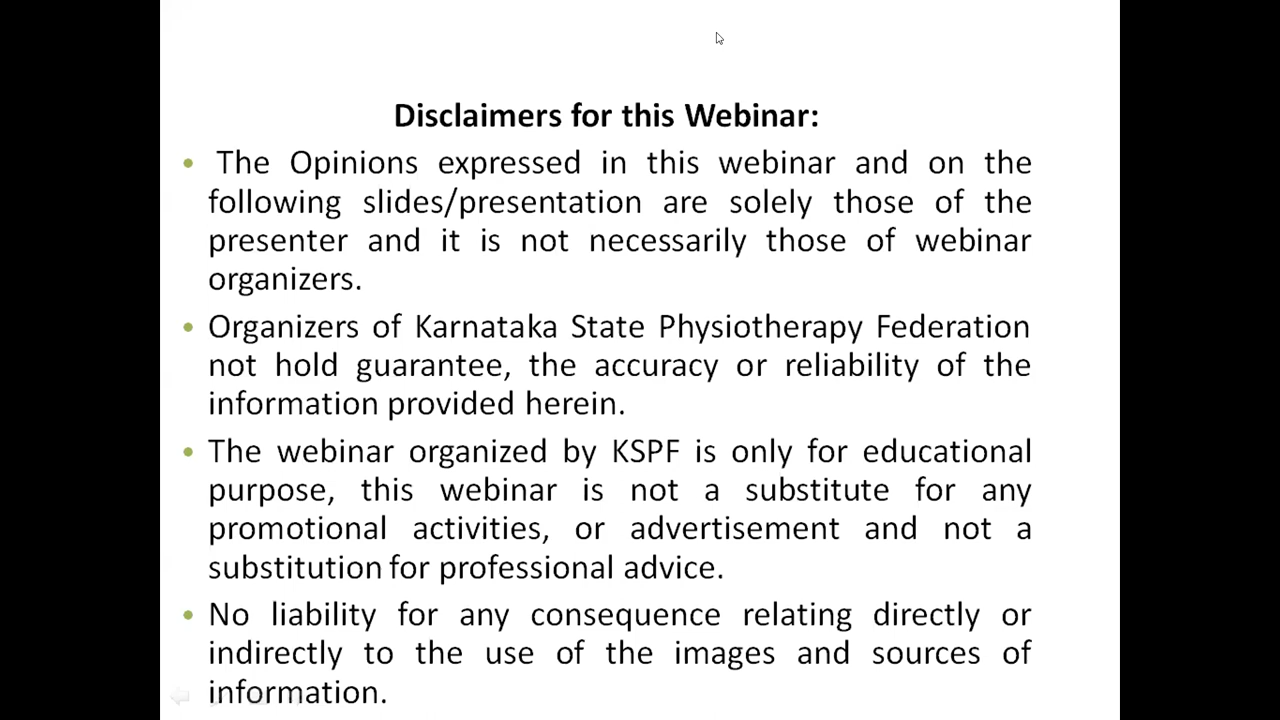 Disclaimers for this Webinar:
• The Opinions expressed in this webinar and on the
following slides/presentation are solely those of the
presenter and it is not necessarily those of webinar
organizers.
• Organizers of Karnataka State Physiotherapy Federation
not hold guarantee, the accuracy or reliability of the
information provided herein.
• The webinar organized by KSPF is only for educational
purpose, this webinar is not a substitute for any
promotional activities, or advertisement and not a
substitution for professional advice.
• No liability for any consequence relating directly or
indirectly to the use of the images and sources of
information.